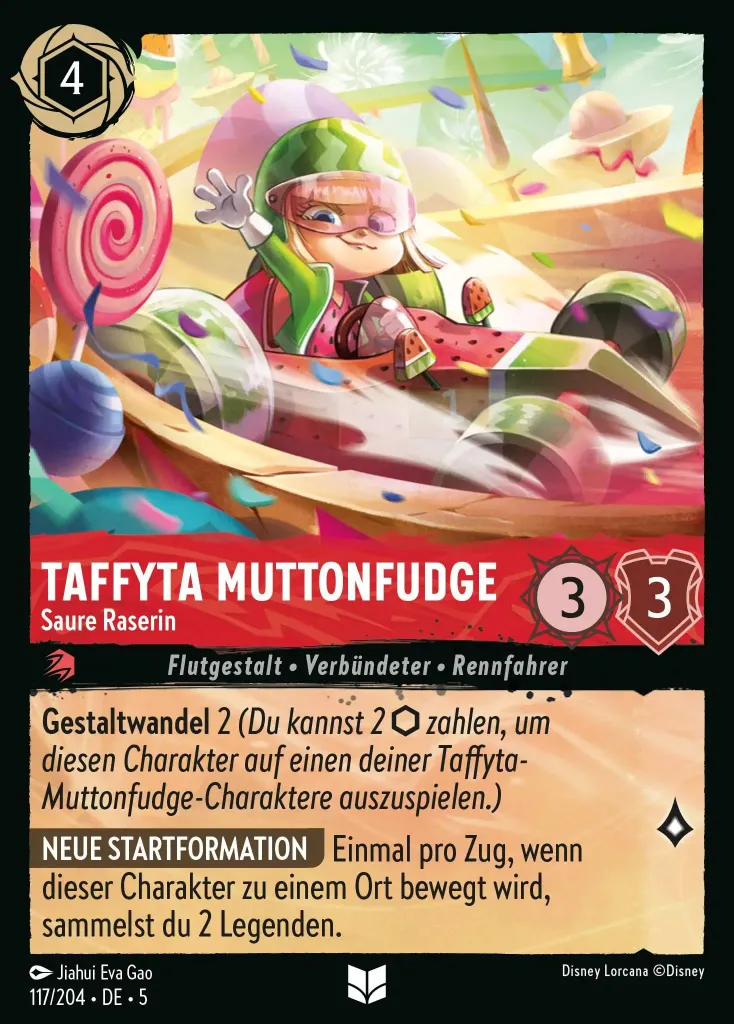 4
TAFFYTA MUTTONFUDGE
Saure Raserin
3
3
Flutgestalt • Verbündeter • Rennfahrer
Gestaltwandel 2 (Du kannst 2 ⬡ zahlen, um
diesen Charakter auf einen deiner Taffyta-
Muttonfudge-Charaktere auszuspielen.)
NEUE STARTFORMATION Einmal pro Zug, wenn
dieser Charakter zu einem Ort bewegt wird,
sammelst du 2 Legenden.
Jiahui Eva Gao
Disney Lorcana ©Disney
117/204 • DE • 5